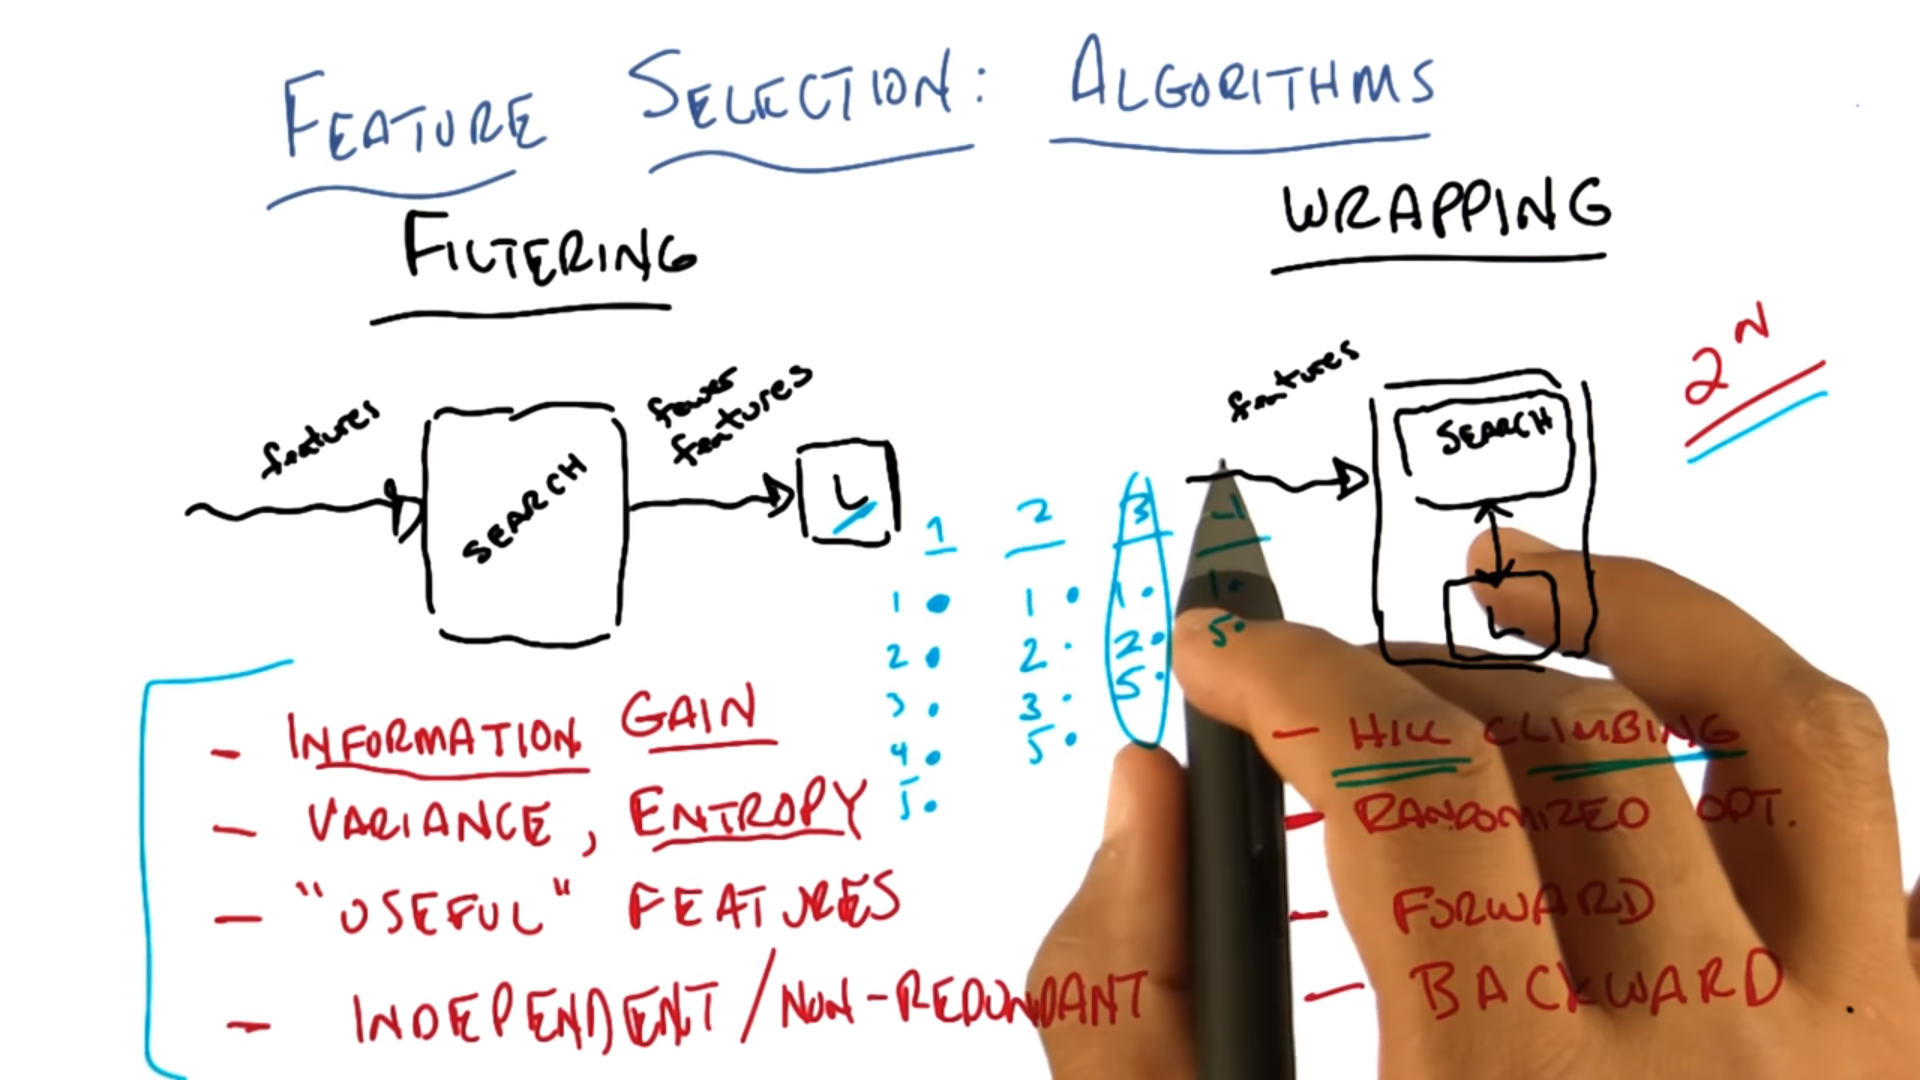 FEATURE SELECTION: ALGORITHMS
FILTERING
features
SEARCH
fewer
features
L
- INFORMATION GAIN
- VARIANCE, ENTROPY
- "USEFUL" FEATURES
- INDEPENDENT/NON-REDUNDANT
1 2 3
1 1 1
2 2 2
3 3 5
4 5
5
1
5
WRAPPING
features
SEARCH
L
2^N
- HILL CLIMBING
- RANDOMIZED OPT.
- FORWARD
- BACKWARD